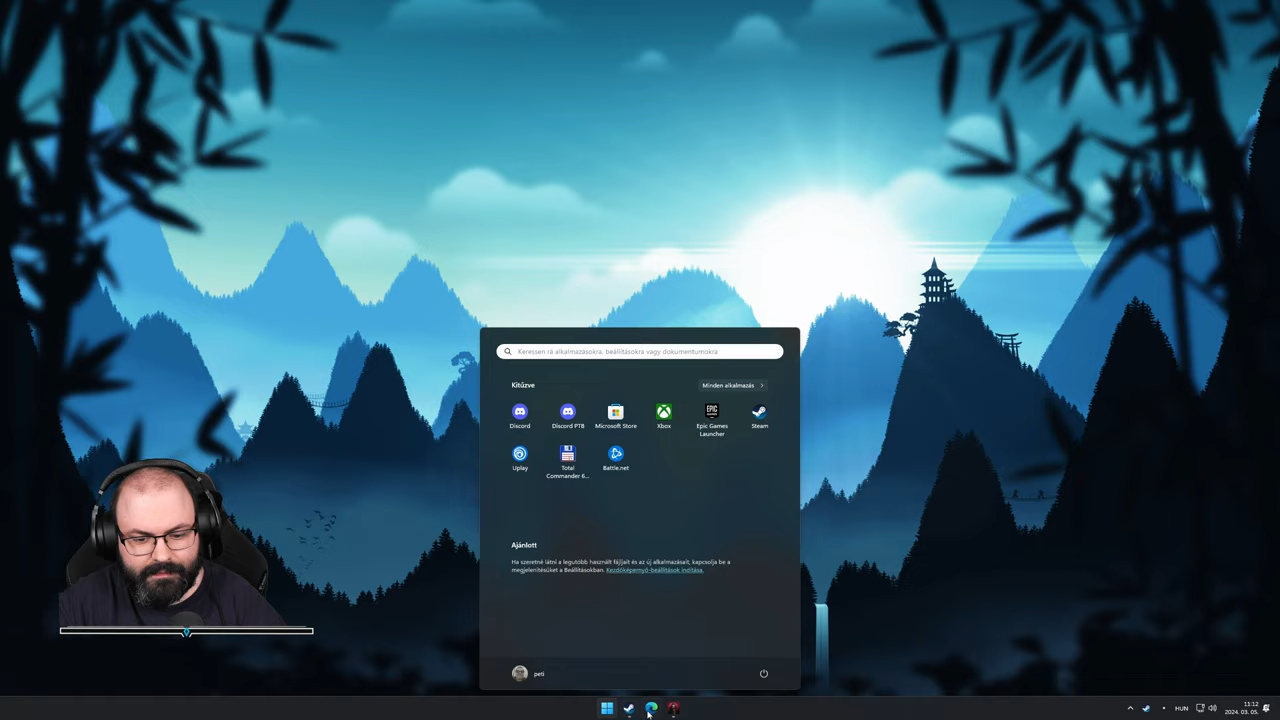 Keressen rá alkalmazásokra, beállításokra vagy dokumentumokra
Kitűzve
Minden alkalmazás
Discord
Discord PTB
Microsoft Store
Xbox
Epic Games
Launcher
Steam
Uplay
Total
Commander 6...
Battle.net
Ajánlott
Ha szeretné látni a legutóbb használt fájljait és az új alkalmazásait, kapcsolja be a
megjelenítésüket a Beállításokban. Kezdőképernyő-beállítások indítása.
peti
HUN
11:12
2024. 03. 05.